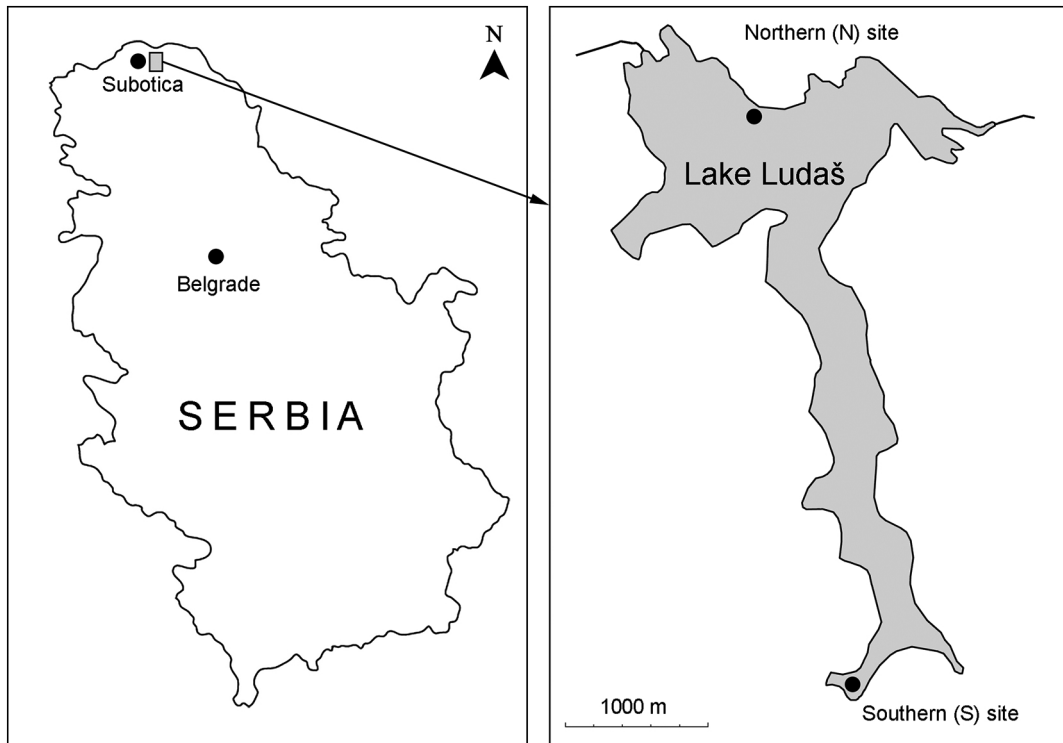 N
Subotica
Belgrade
SERBIA
Northern (N) site
Lake Ludaš
1000 m
Southern (S) site